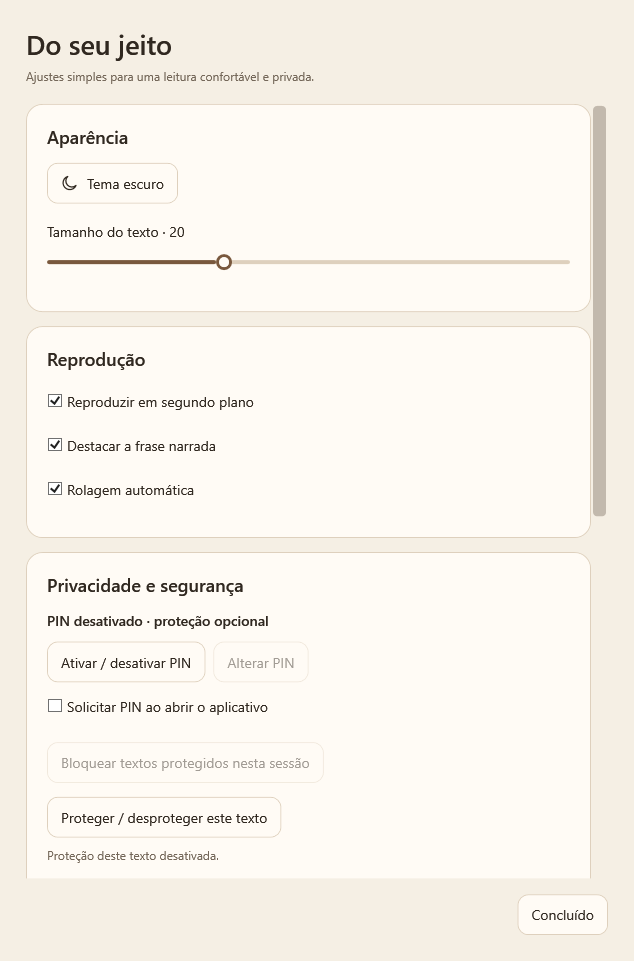 Do seu jeito
Ajustes simples para uma leitura confortável e privada.
Aparência
Tema escuro
Tamanho do texto · 20
Reprodução
Reproduzir em segundo plano
Destacar a frase narrada
Rolagem automática
Privacidade e segurança
PIN desativado · proteção opcional
Ativar / desativar PIN
Alterar PIN
Solicitar PIN ao abrir o aplicativo
Bloquear textos protegidos nesta sessão
Proteger / desproteger este texto
Proteção deste texto desativada.
Concluído